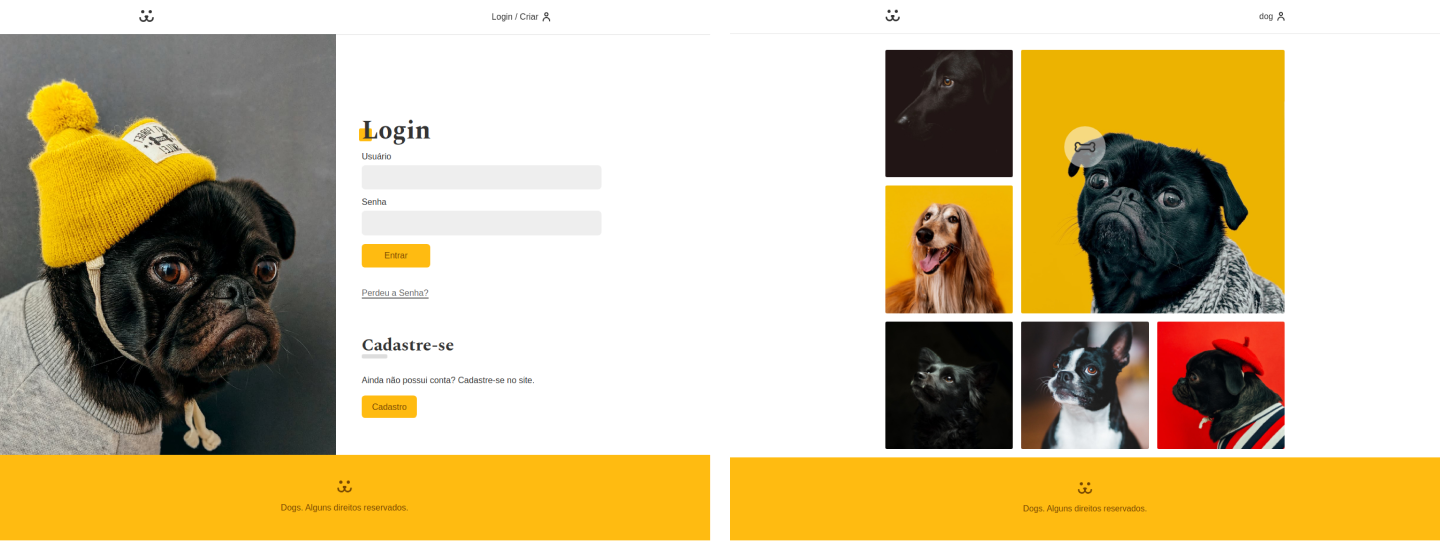 Login / Criar
Login
Usuário
Senha
Entrar
Perdeu a Senha?
Cadastre-se
Ainda não possui conta? Cadastre-se no site.
Cadastro
Dogs. Alguns direitos reservados.
dog
Dogs. Alguns direitos reservados.